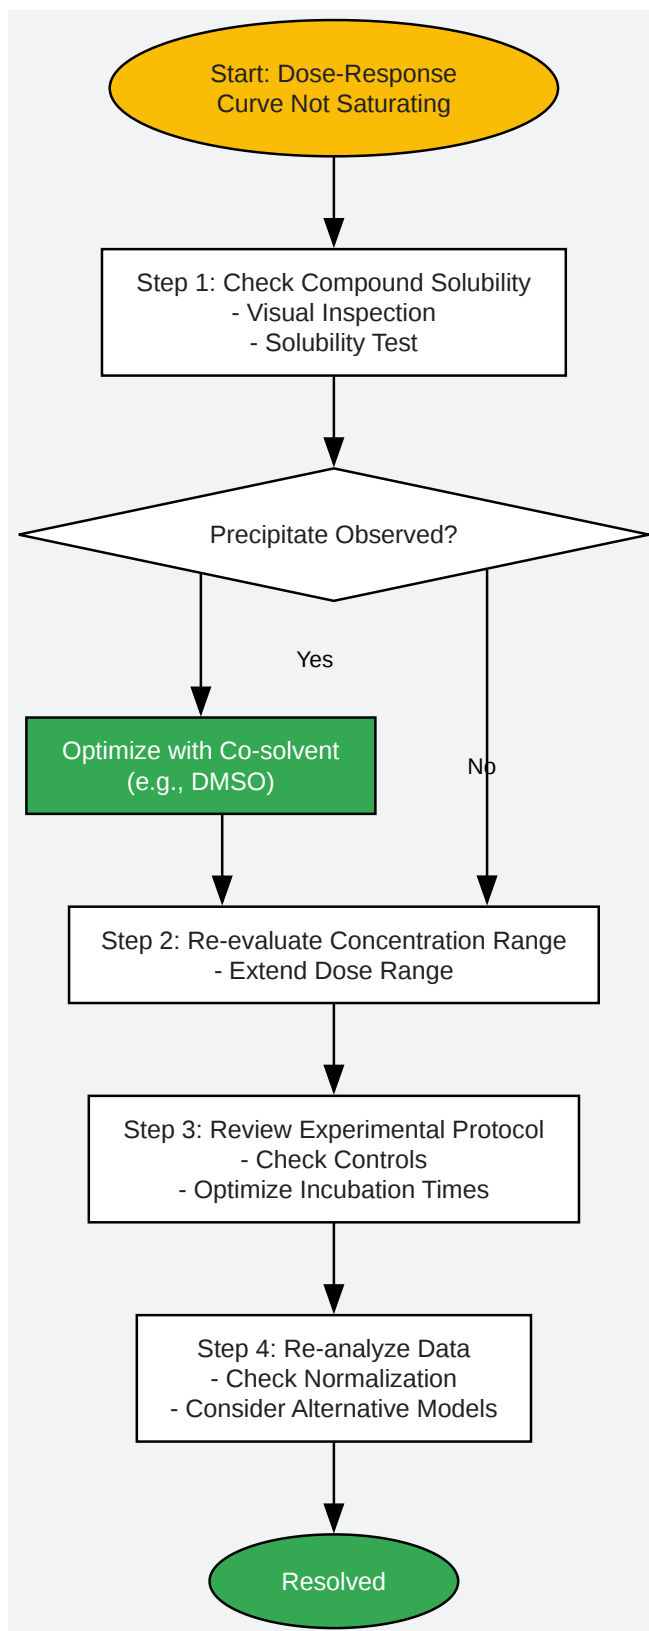 Start: Dose-Response
Curve Not Saturating
Step 1: Check Compound Solubility
- Visual Inspection
- Solubility Test
Precipitate Observed?
Yes
Optimize with Co-solvent
(e.g., DMSO)
No
Step 2: Re-evaluate Concentration Range
- Extend Dose Range
Step 3: Review Experimental Protocol
- Check Controls
- Optimize Incubation Times
Step 4: Re-analyze Data
- Check Normalization
- Consider Alternative Models
Resolved